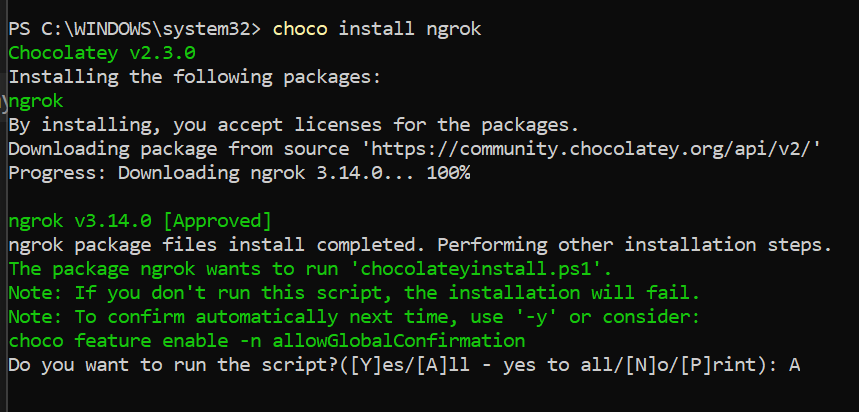 PS C:\WINDOWS\system32> choco install ngrok
Chocolatey v2.3.0
Installing the following packages:
ngrok
By installing, you accept licenses for the packages.
Downloading package from source 'https://community.chocolatey.org/api/v2/'
Progress: Downloading ngrok 3.14.0... 100%

ngrok v3.14.0 [Approved]
ngrok package files install completed. Performing other installation steps.
The package ngrok wants to run 'chocolateyinstall.ps1'.
Note: If you don't run this script, the installation will fail.
Note: To confirm automatically next time, use '-y' or consider:
choco feature enable -n allowGlobalConfirmation
Do you want to run the script?([Y]es/[A]ll - yes to all/[N]o/[P]rint): A